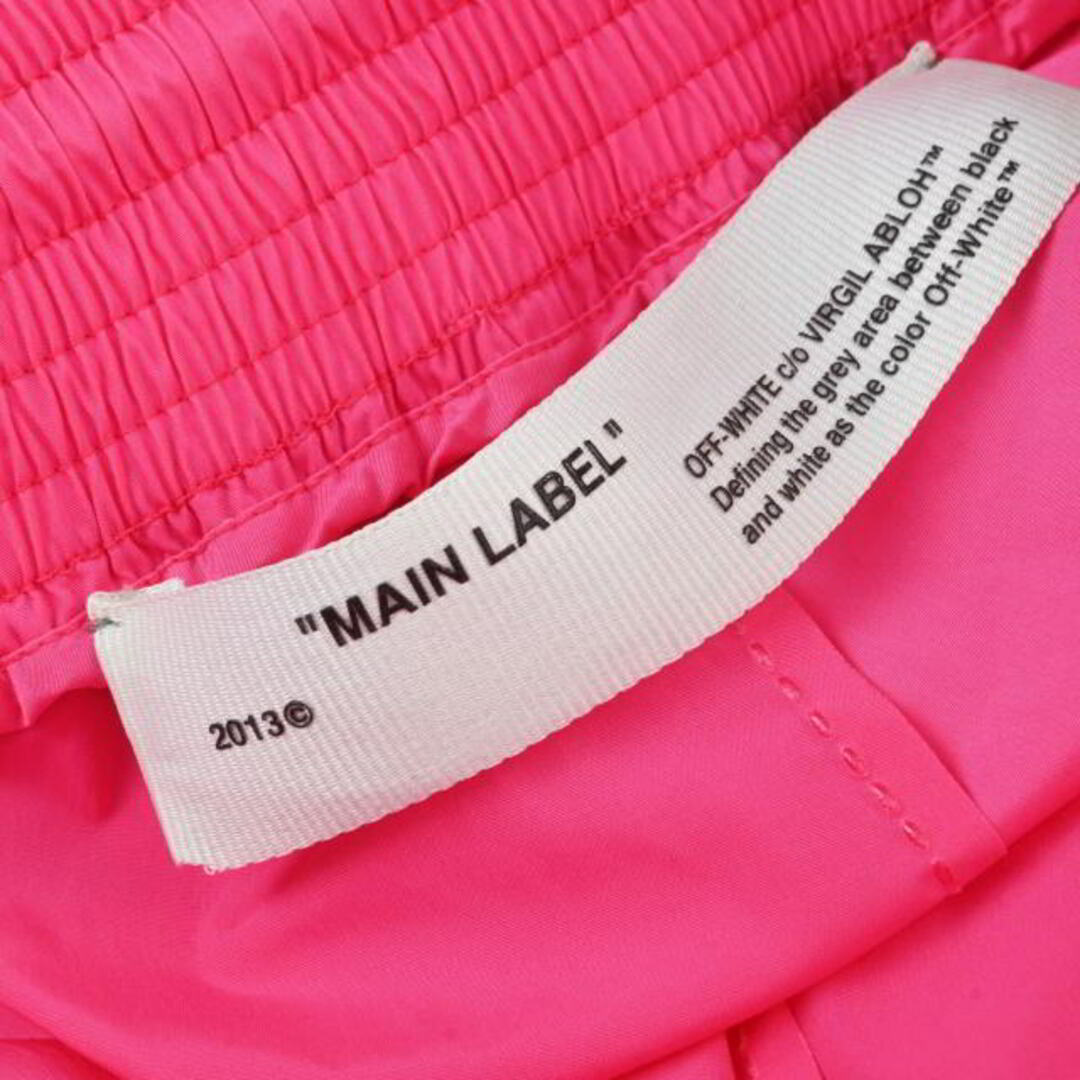 "MAIN LABEL"
2013©
OFF-WHITE c/o VIRGIL ABLOH™
Defining the grey area between black
and white as the color Off-White™